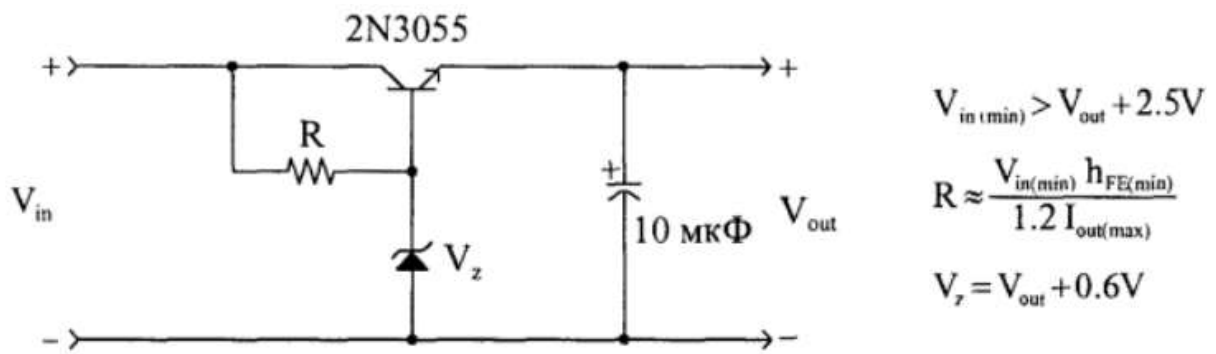 2N3055
+
+
R
V_in
V_z
+
10 мкФ
V_out
−
−
V_in(min) > V_out + 2.5V
R ≈ V_in(min) h_FE(min) / 1.2 I_out(max)
V_z = V_out + 0.6V